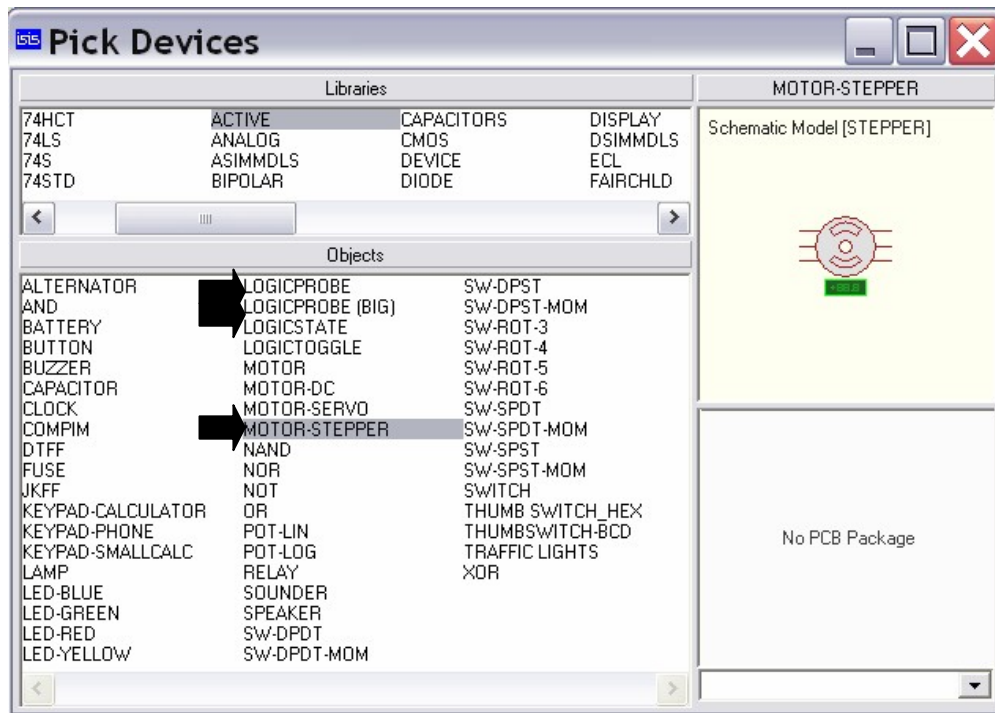 isis Pick Devices
Libraries
74HCT
74LS
74S
74STD
ACTIVE
ANALOG
ASIMMDLS
BIPOLAR
CAPACITORS
CMOS
DEVICE
DIODE
DISPLAY
DSIMMDLS
ECL
FAIRCHLD
Objects
ALTERNATOR
AND
BATTERY
BUTTON
BUZZER
CAPACITOR
CLOCK
COMPIM
DTFF
FUSE
JKFF
KEYPAD-CALCULATOR
KEYPAD-PHONE
KEYPAD-SMALLCALC
LAMP
LED-BLUE
LED-GREEN
LED-RED
LED-YELLOW
LOGICPROBE
LOGICPROBE (BIG)
LOGICSTATE
LOGICTOGGLE
MOTOR
MOTOR-DC
MOTOR-SERVO
MOTOR-STEPPER
NAND
NOR
NOT
OR
POT-LIN
POT-LOG
RELAY
SOUNDER
SPEAKER
SW-DPDT
SW-DPDT-MOM
SW-DPST
SW-DPST-MOM
SW-ROT-3
SW-ROT-4
SW-ROT-5
SW-ROT-6
SW-SPDT
SW-SPDT-MOM
SW-SPST
SW-SPST-MOM
SWITCH
THUMB SWITCH_HEX
THUMBSWITCH-BCD
TRAFFIC LIGHTS
XOR
MOTOR-STEPPER
Schematic Model [STEPPER]
+88.8
No PCB Package